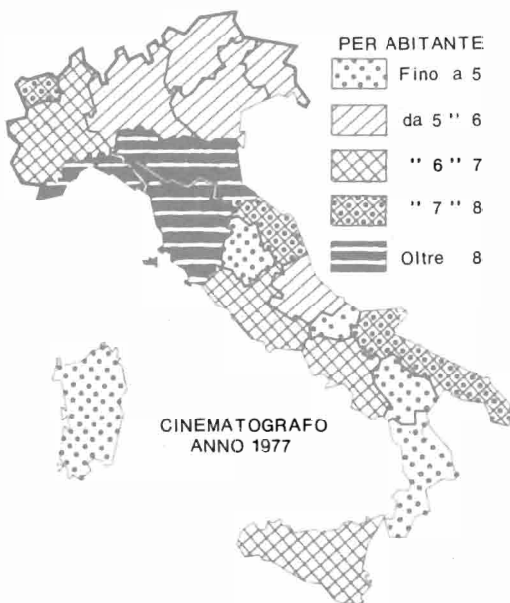 PER ABITANTE
Fino a 5
da 5 " 6
" 6 " 7
" 7 " 8
Oltre 8
CINEMATOGRAFO
ANNO 1977